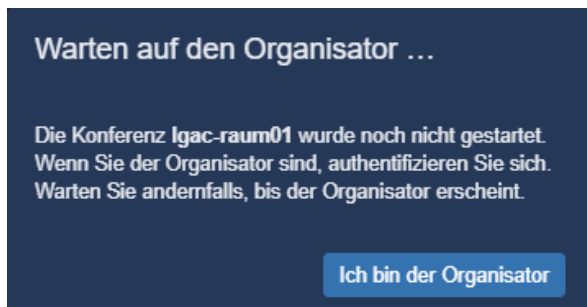 Warten auf den Organisator …
Die Konferenz lgac-raum01 wurde noch nicht gestartet.
Wenn Sie der Organisator sind, authentifizieren Sie sich.
Warten Sie andernfalls, bis der Organisator erscheint.
Ich bin der Organisator